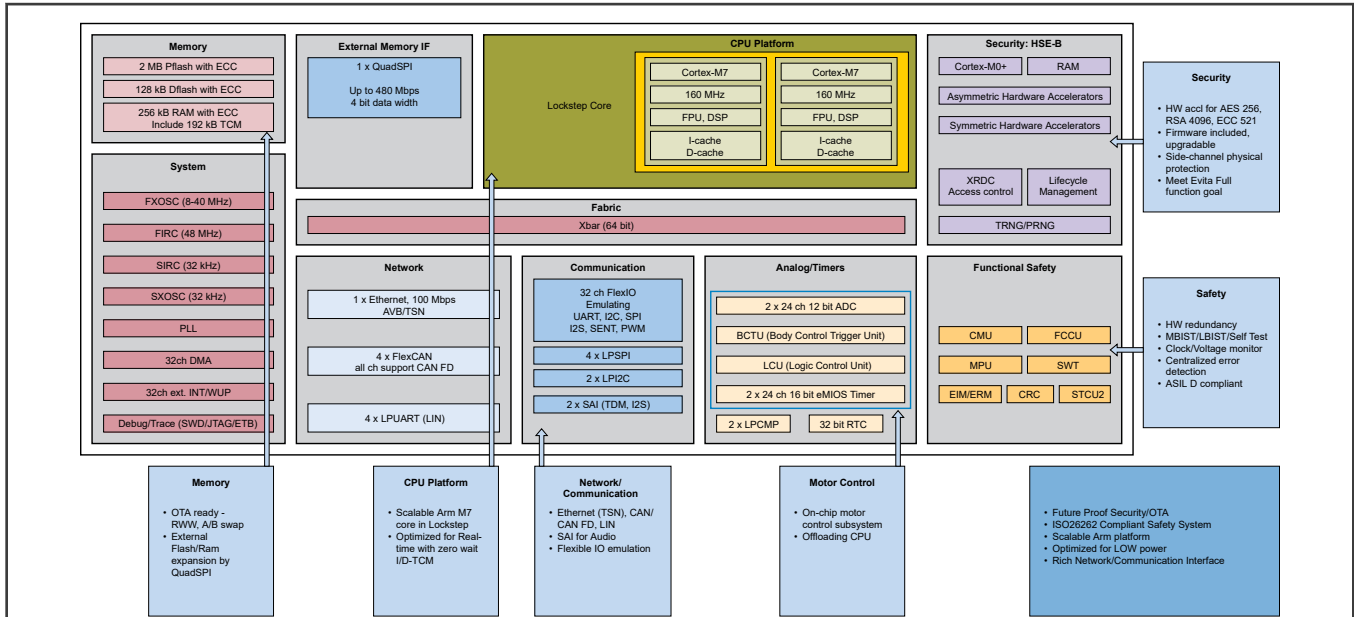 Memory
2 MB Pflash with ECC
128 kB Dflash with ECC
256 kB RAM with ECC
Include 192 kB TCM
External Memory IF
1 x QuadSPI
Up to 480 Mbps
4 bit data width
CPU Platform
Lockstep Core
Cortex-M7
160 MHz
FPU, DSP
I-cache
D-cache
Cortex-M7
160 MHz
FPU, DSP
I-cache
D-cache
Security: HSE-B
Cortex-M0+
RAM
Asymmetric Hardware Accelerators
Symmetric Hardware Accelerators
XRDC
Access control
Lifecycle
Management
TRNG/PRNG
Security
• HW accl for AES 256,
RSA 4096, ECC 521
• Firmware included,
upgradable
• Side-channel physical
protection
• Meet Evita Full
function goal
System
FXOSC (8-40 MHz)
FIRC (48 MHz)
SIRC (32 kHz)
SXOSC (32 kHz)
PLL
32ch DMA
32ch ext. INT/WUP
Debug/Trace (SWD/JTAG/ETB)
Fabric
Xbar (64 bit)
Network
1 x Ethernet, 100 Mbps
AVB/TSN
4 x FlexCAN
all ch support CAN FD
4 x LPUART (LIN)
Communication
32 ch FlexIO
Emulating
UART, I2C, SPI
I2S, SENT, PWM
4 x LPSPI
2 x LPI2C
2 x SAI (TDM, I2S)
Analog/Timers
2 x 24 ch 12 bit ADC
BCTU (Body Control Trigger Unit)
LCU (Logic Control Unit)
2 x 24 ch 16 bit eMIOS Timer
2 x LPCMP
32 bit RTC
Functional Safety
CMU
FCCU
MPU
SWT
EIM/ERM
CRC
STCU2
Safety
• HW redundancy
• MBIST/LBIST/Self Test
• Clock/Voltage monitor
• Centralized error
detection
• ASIL D compliant
Memory
• OTA ready -
RWW, A/B swap
• External
Flash/Ram
expansion by
QuadSPI
CPU Platform
• Scalable Arm M7
core in Lockstep
• Optimized for Real-
time with zero wait
I/D-TCM
Network/
Communication
• Ethernet (TSN), CAN/
CAN FD, LIN
• SAI for Audio
• Flexible IO emulation
Motor Control
• On-chip motor
control subsystem
• Offloading CPU
• Future Proof Security/OTA
• ISO26262 Compliant Safety System
• Scalable Arm platform
• Optimized for LOW power
• Rich Network/Communication Interface